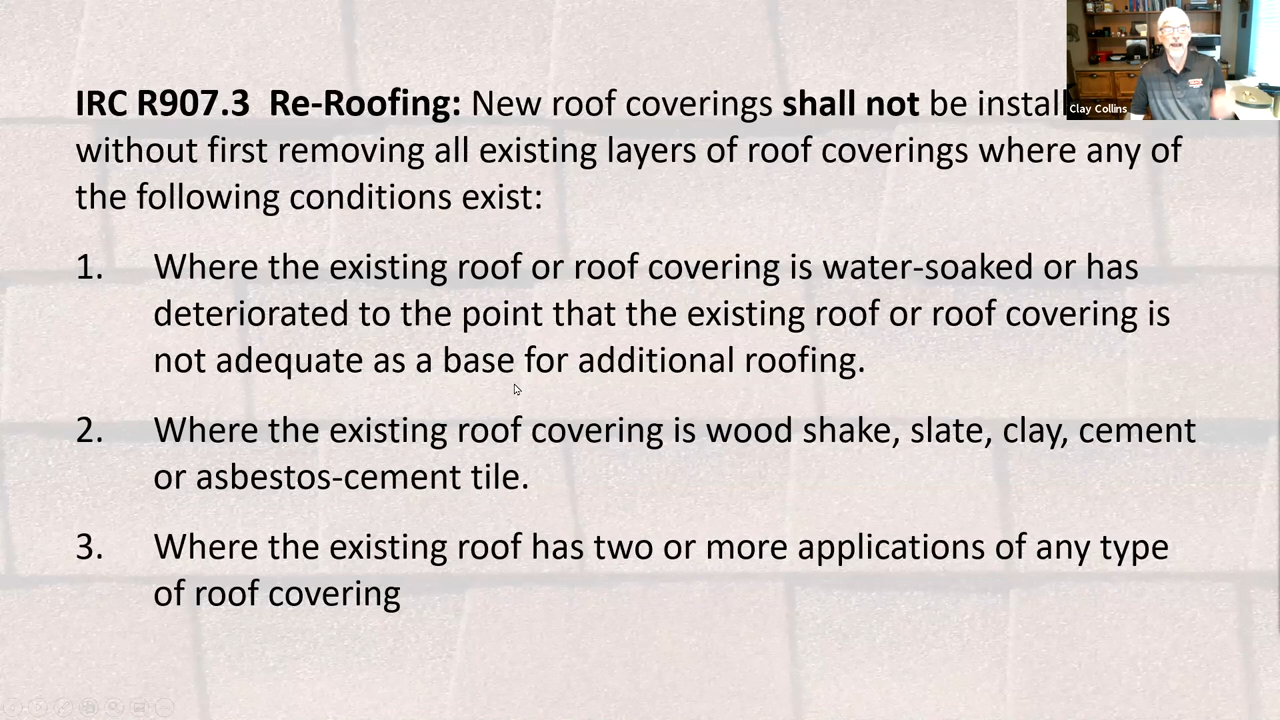 IRC R907.3 Re-Roofing: New roof coverings shall not be install
without first removing all existing layers of roof coverings where any of
the following conditions exist:
1. Where the existing roof or roof covering is water-soaked or has
deteriorated to the point that the existing roof or roof covering is
not adequate as a base for additional roofing.
2. Where the existing roof covering is wood shake, slate, clay, cement
or asbestos-cement tile.
3. Where the existing roof has two or more applications of any type
of roof covering
Clay Collins